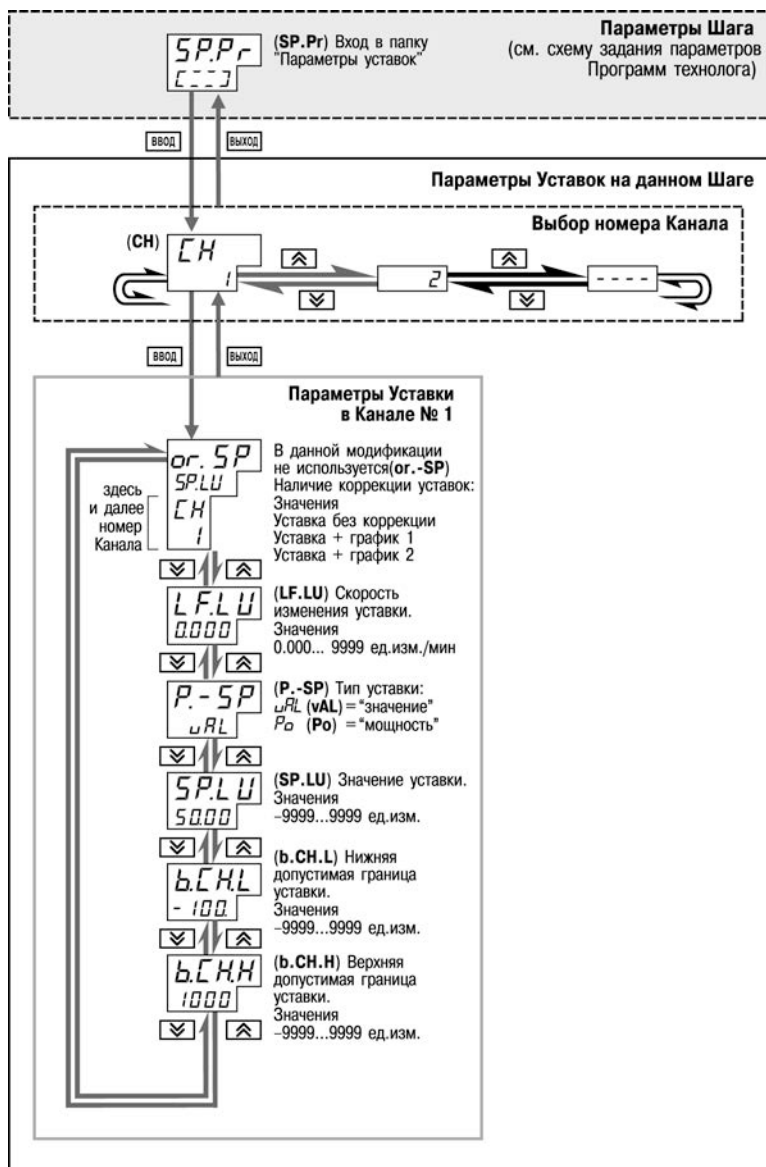 Параметры Шага
(см. схему задания параметров
Программ технолога)
SP.Pr
[---]
(SP.Pr) Вход в папку
"Параметры уставок"
ВВОД
ВЫХОД
Параметры Уставок на данном Шаге
Выбор номера Канала
(CH)
CH
1
2
- - - -
ВВОД
ВЫХОД
Параметры Уставки
в Канале № 1
здесь
и далее
номер
Канала
or. SP
SP.LU
CH
1
В данной модификации
не используется(or.-SP)
Наличие коррекции уставок:
Значения
Уставка без коррекции
Уставка + график 1
Уставка + график 2
LF.LU
0.000
(LF.LU) Скорость
изменения уставки.
Значения
0.000... 9999 ед.изм./мин
P.-SP
vAL
(P.-SP) Тип уставки:
vAL (vAL) = "значение"
Po (Po) = "мощность"
SP.LU
50.00
(SP.LU) Значение уставки.
Значения
–9999...9999 ед.изм.
b.CH.L
- 100.
(b.CH.L) Нижняя
допустимая граница
уставки.
Значения
–9999...9999 ед.изм.
b.CH.H
1000
(b.CH.H) Верхняя
допустимая граница
уставки.
Значения
–9999...9999 ед.изм.